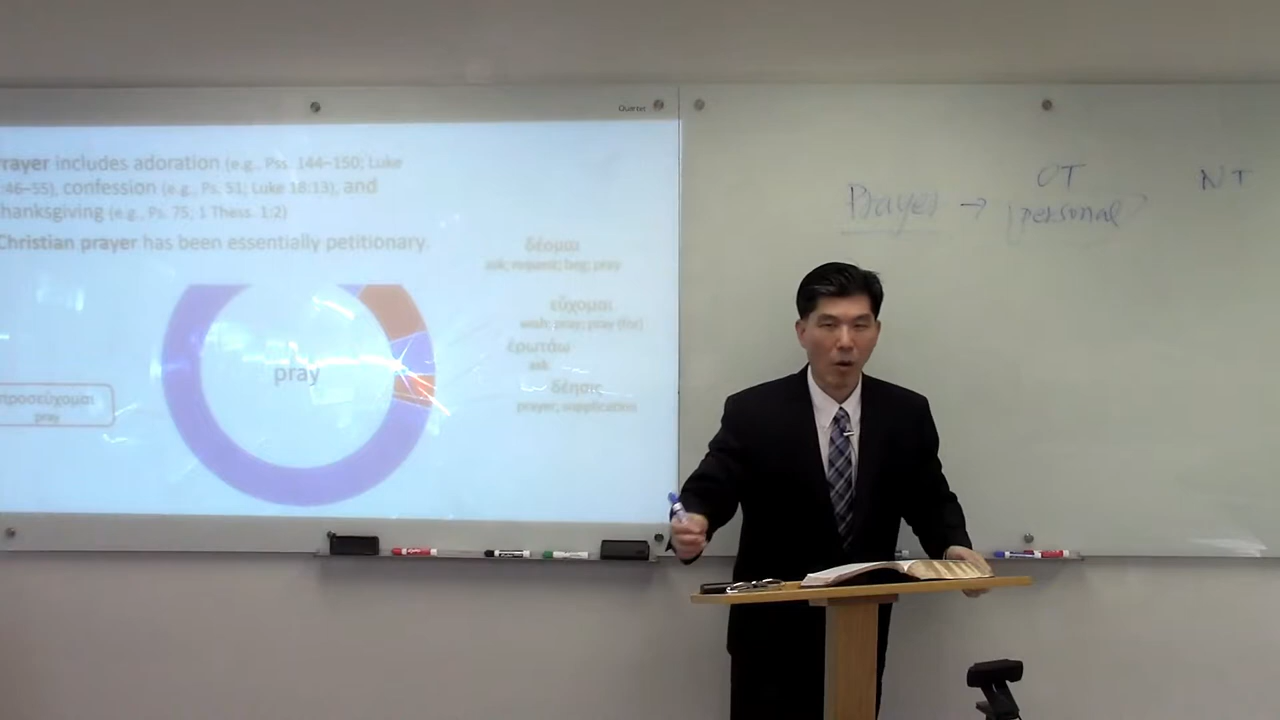 rayer includes adoration (e.g., Pss. 144–150; Luke
:46–55), confession (e.g., Ps. 51; Luke 18:13), and
hanksgiving (e.g., Ps. 75; 1 Thess. 1:2)
Christian prayer has been essentially petitionary.
δέομαι
ask; request; beg; pray
εὔχομαι
wish; pray; pray (for)
ἐρωτάω
ask
δέησις
prayer; supplication
pray
προσεύχομαι
pray
Quartet
OT NT
Prayer → personal